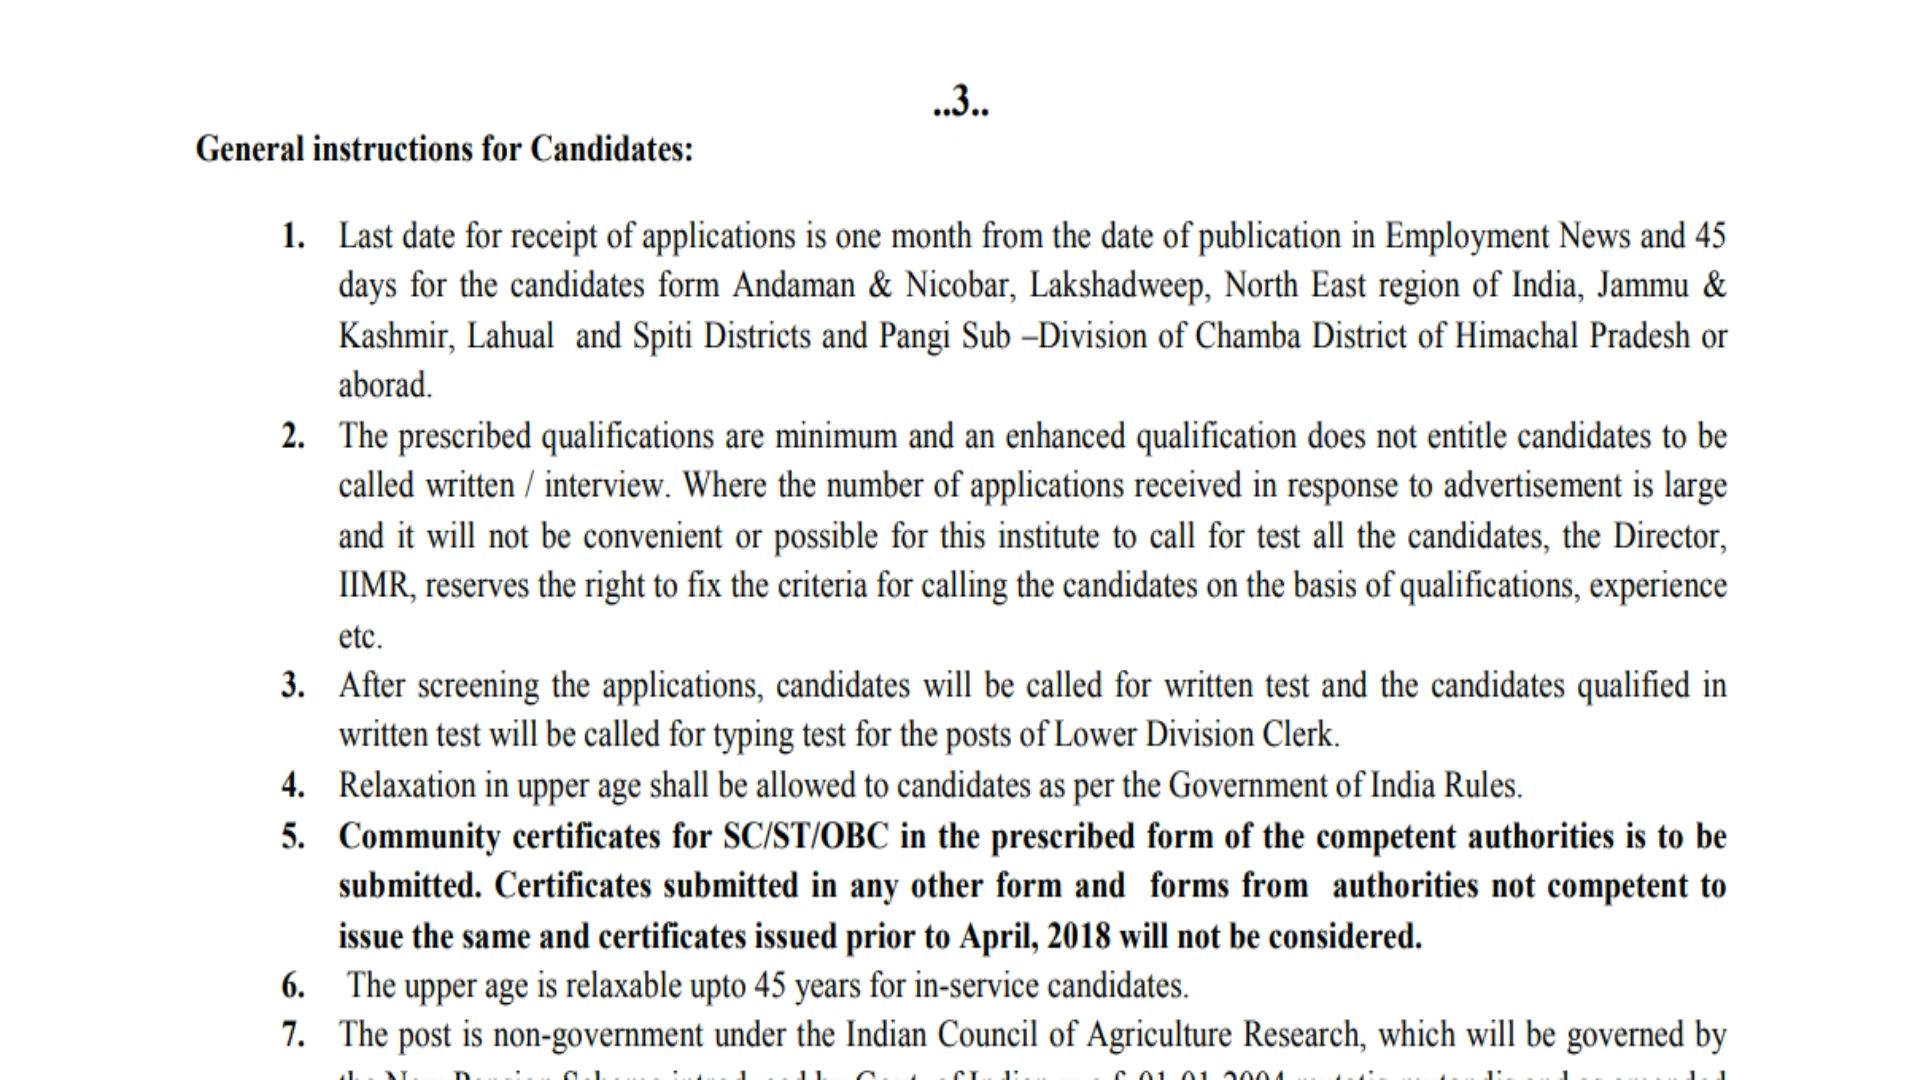 ..3..
General instructions for Candidates:
1. Last date for receipt of applications is one month from the date of publication in Employment News and 45
days for the candidates form Andaman & Nicobar, Lakshadweep, North East region of India, Jammu &
Kashmir, Lahual and Spiti Districts and Pangi Sub –Division of Chamba District of Himachal Pradesh or
aborad.
2. The prescribed qualifications are minimum and an enhanced qualification does not entitle candidates to be
called written / interview. Where the number of applications received in response to advertisement is large
and it will not be convenient or possible for this institute to call for test all the candidates, the Director,
IIMR, reserves the right to fix the criteria for calling the candidates on the basis of qualifications, experience
etc.
3. After screening the applications, candidates will be called for written test and the candidates qualified in
written test will be called for typing test for the posts of Lower Division Clerk.
4. Relaxation in upper age shall be allowed to candidates as per the Government of India Rules.
5. Community certificates for SC/ST/OBC in the prescribed form of the competent authorities is to be
submitted. Certificates submitted in any other form and forms from authorities not competent to
issue the same and certificates issued prior to April, 2018 will not be considered.
6. The upper age is relaxable upto 45 years for in-service candidates.
7. The post is non-government under the Indian Council of Agriculture Research, which will be governed by
the New Pension Scheme introduced by Govt. of Indian